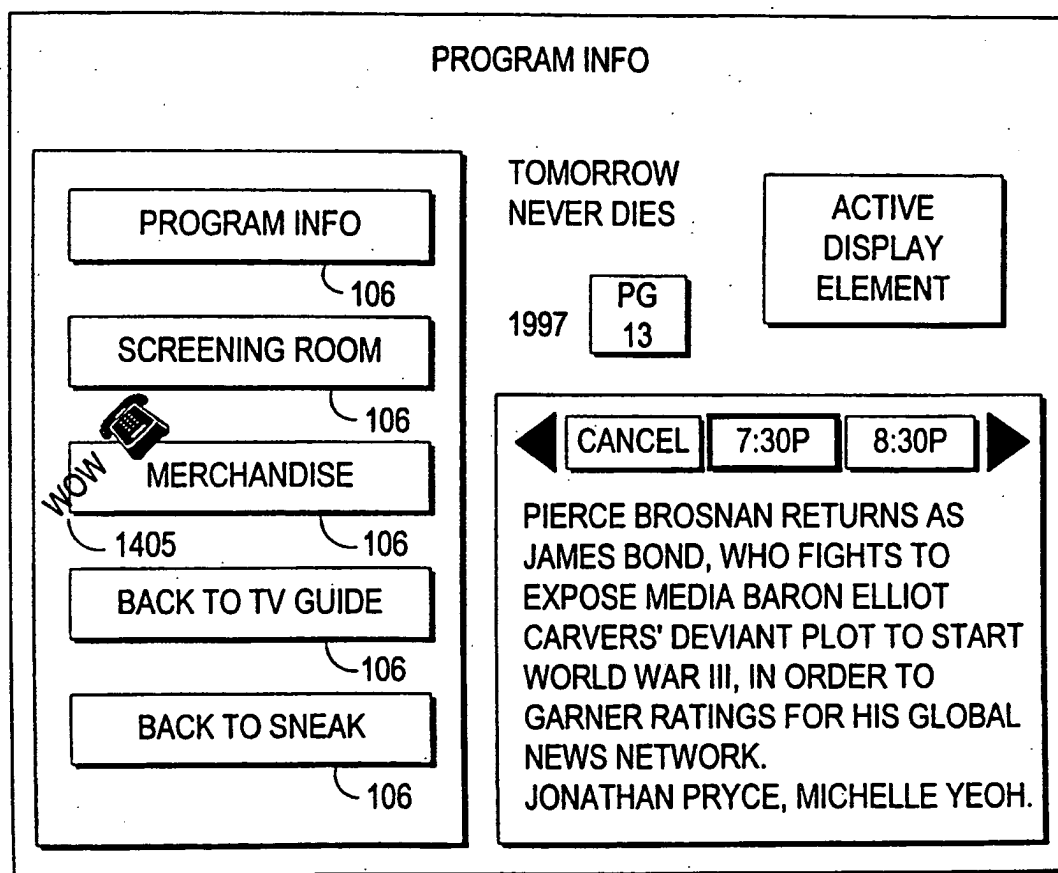 PROGRAM INFO
PROGRAM INFO
106
SCREENING ROOM
106
WOW
MERCHANDISE
1405
106
BACK TO TV GUIDE
106
BACK TO SNEAK
106
TOMORROW
NEVER DIES
1997
PG
13
ACTIVE
DISPLAY
ELEMENT
CANCEL 7:30P 8:30P
PIERCE BROSNAN RETURNS AS
JAMES BOND, WHO FIGHTS TO
EXPOSE MEDIA BARON ELLIOT
CARVERS' DEVIANT PLOT TO START
WORLD WAR III, IN ORDER TO
GARNER RATINGS FOR HIS GLOBAL
NEWS NETWORK.
JONATHAN PRYCE, MICHELLE YEOH.